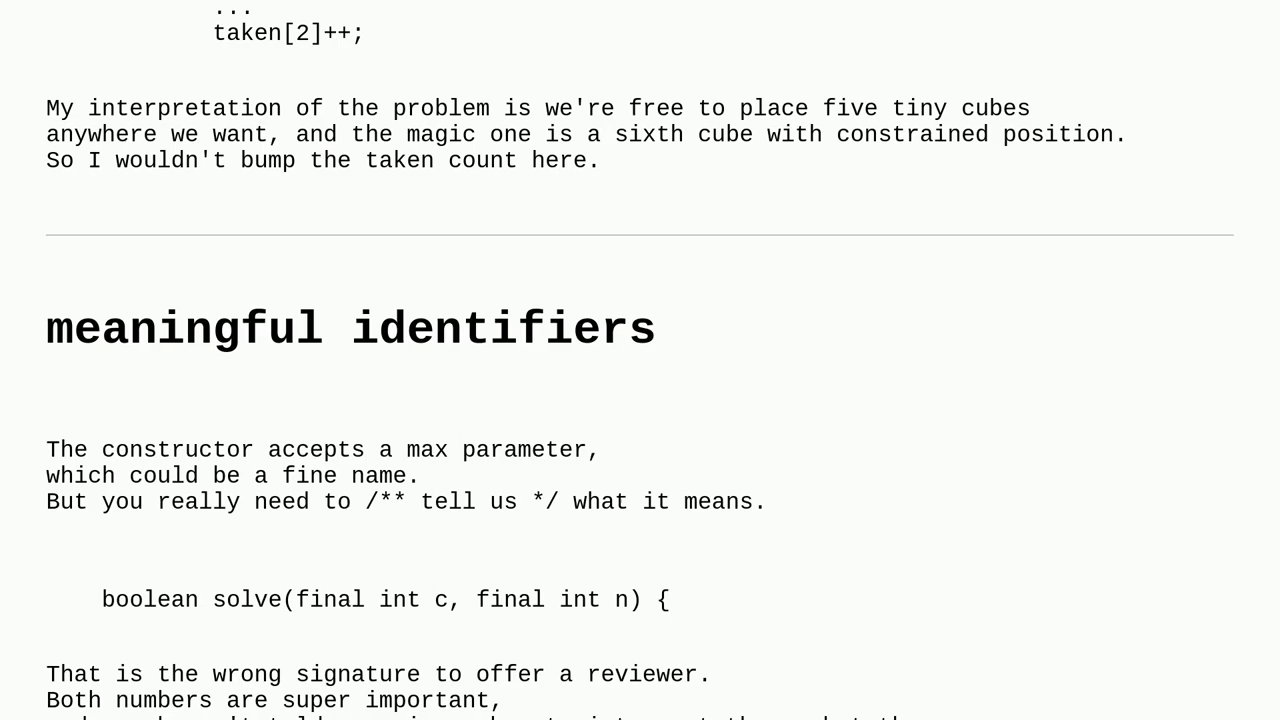 ...
taken[2]++;
My interpretation of the problem is we're free to place five tiny cubes
anywhere we want, and the magic one is a sixth cube with constrained position.
So I wouldn't bump the taken count here.
meaningful identifiers
The constructor accepts a max parameter,
which could be a fine name.
But you really need to /** tell us */ what it means.
boolean solve(final int c, final int n) {
That is the wrong signature to offer a reviewer.
Both numbers are super important,